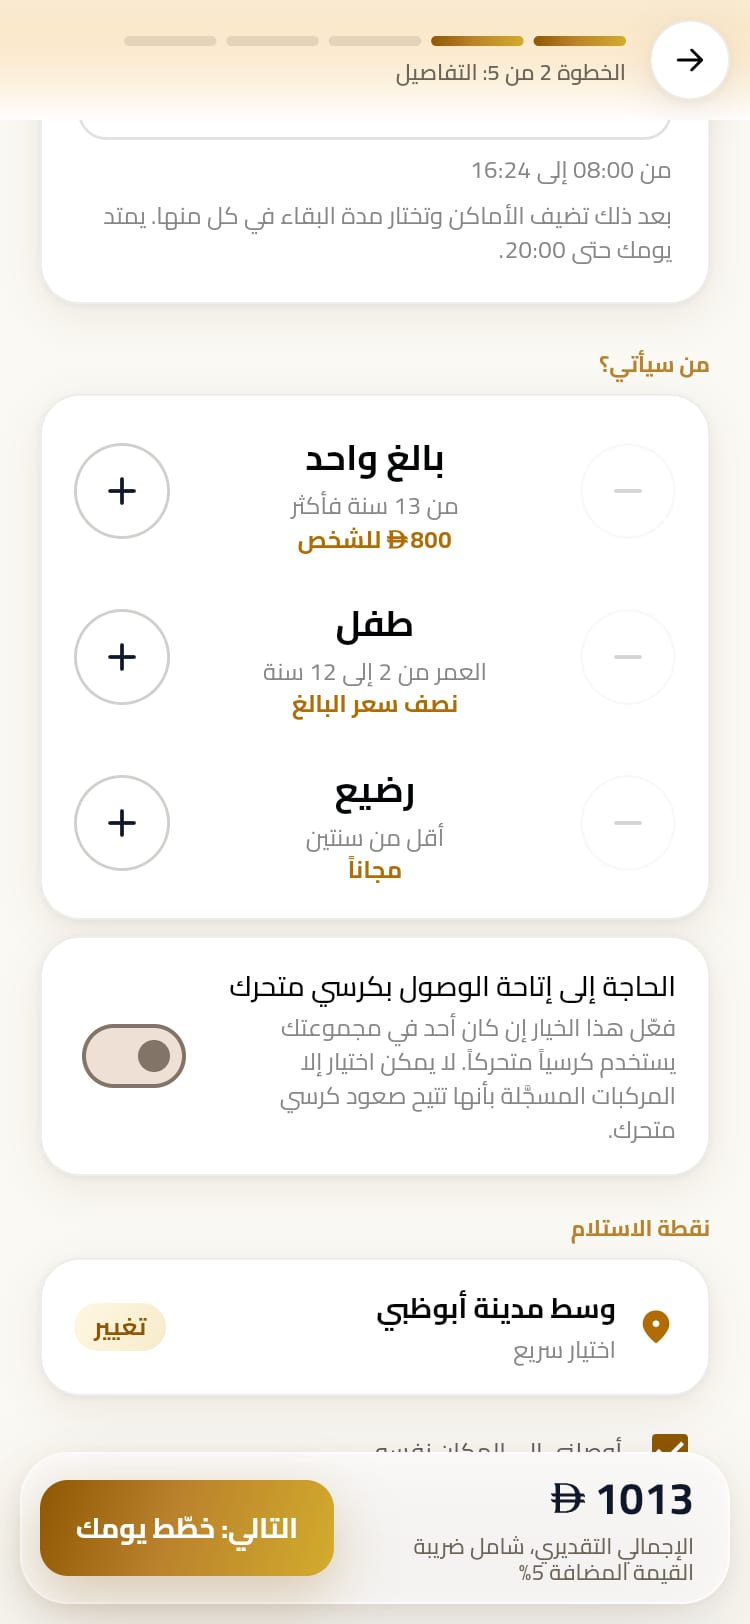 الخطوة 2 من 5: التفاصيل
من 08:00 إلى 16:24
بعد ذلك تضيف الأماكن وتختار مدة البقاء في كل منها. يمتد
يومك حتى 20:00.
من سيأتي؟
بالغ واحد
من 13 سنة فأكثر
800 للشخص
طفل
العمر من 2 إلى 12 سنة
نصف سعر البالغ
رضيع
أقل من سنتين
مجاناً
الحاجة إلى إتاحة الوصول بكرسي متحرك
فعّل هذا الخيار إن كان أحد في مجموعتك
يستخدم كرسياً متحركاً. لا يمكن اختيار إلا
المركبات المسجَّلة بأنها تتيح صعود كرسي
متحرك.
نقطة الاستلام
وسط مدينة أبوظبي
اختيار سريع
تغيير
أوصلني إلى المكان نفسه
1013
الإجمالي التقديري، شامل ضريبة
القيمة المضافة 5%
التالي: خطّط يومك